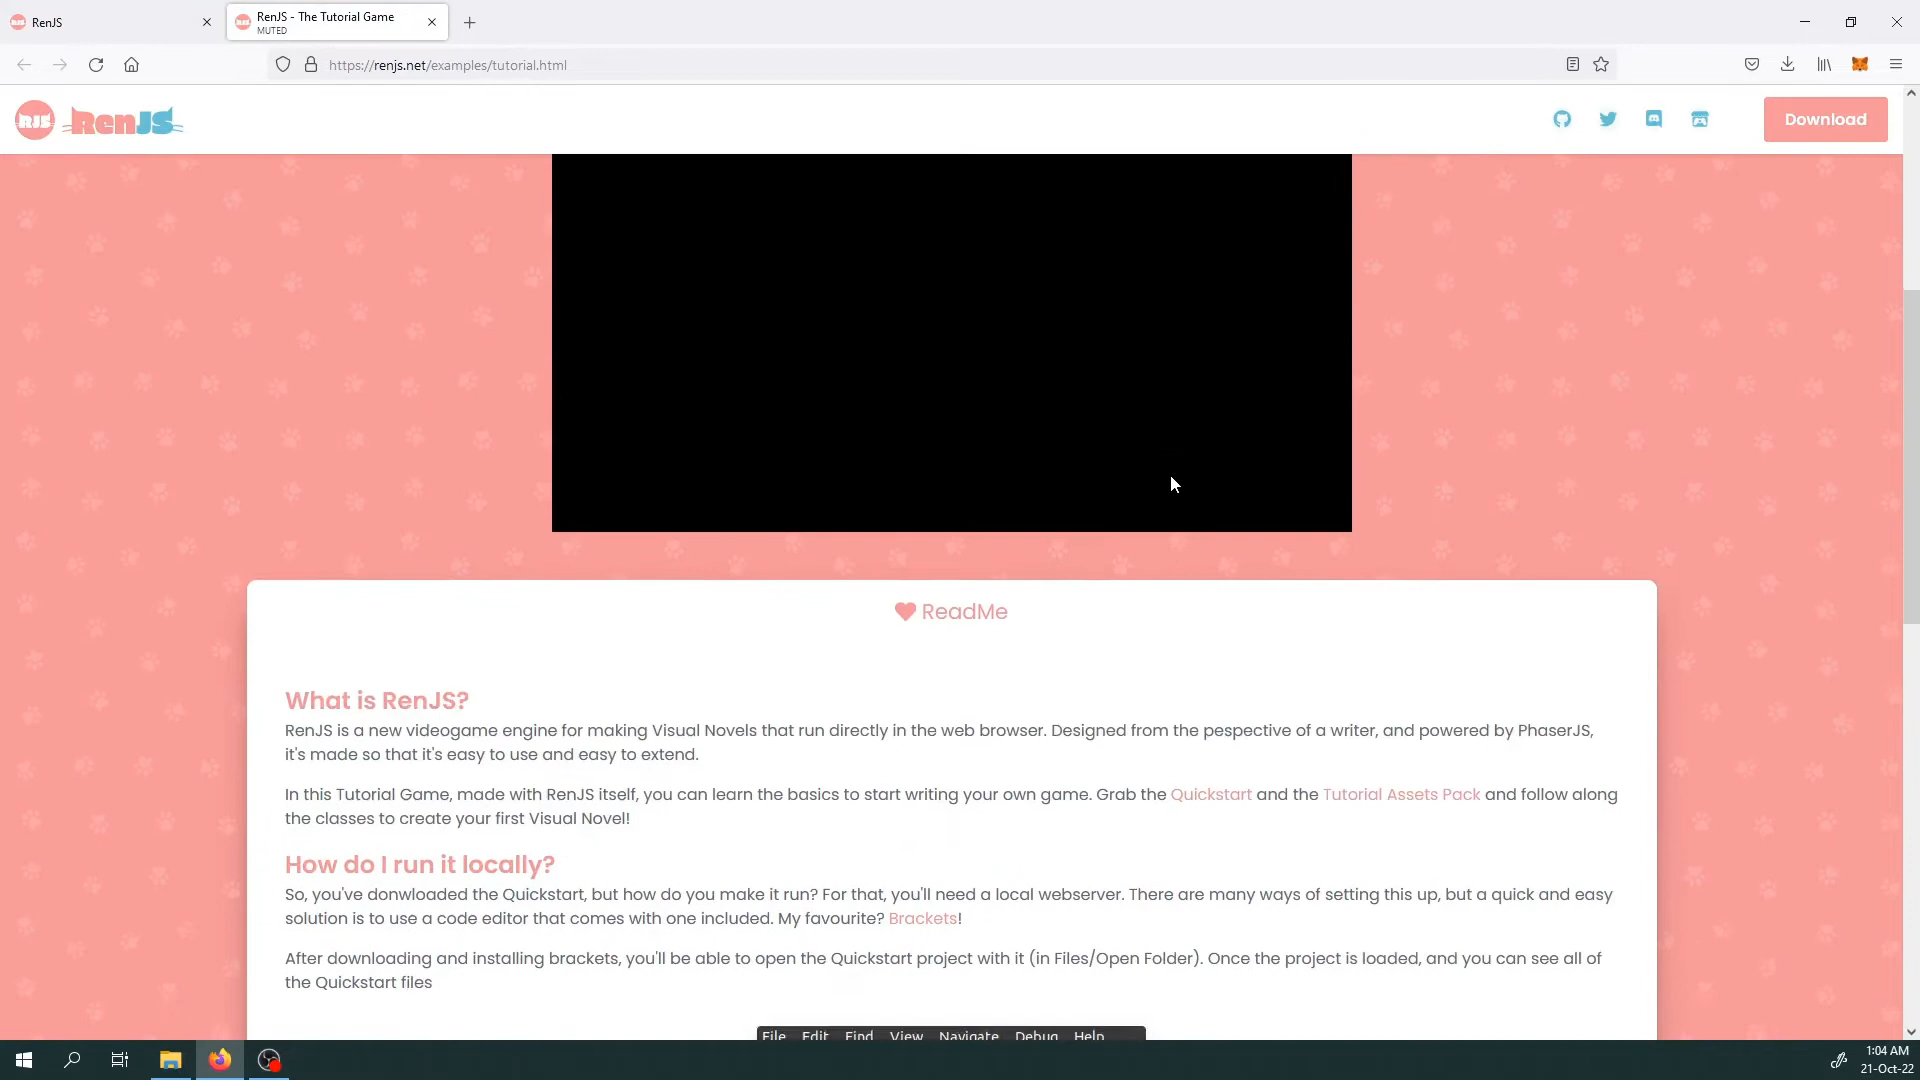 RenJS
RenJS - The Tutorial Game
MUTED
https://renjs.net/examples/tutorial.html
RJS RenJS
Download
ReadMe
What is RenJS?
RenJS is a new videogame engine for making Visual Novels that run directly in the web browser. Designed from the pespective of a writer, and powered by PhaserJS,
it's made so that it's easy to use and easy to extend.
In this Tutorial Game, made with RenJS itself, you can learn the basics to start writing your own game. Grab the Quickstart and the Tutorial Assets Pack and follow along
the classes to create your first Visual Novel!
How do I run it locally?
So, you've donwloaded the Quickstart, but how do you make it run? For that, you'll need a local webserver. There are many ways of setting this up, but a quick and easy
solution is to use a code editor that comes with one included. My favourite? Brackets!
After downloading and installing brackets, you'll be able to open the Quickstart project with it (in Files/Open Folder). Once the project is loaded, and you can see all of
the Quickstart files
File Edit Find View Navigate Debug Help
1:04 AM
21-Oct-22